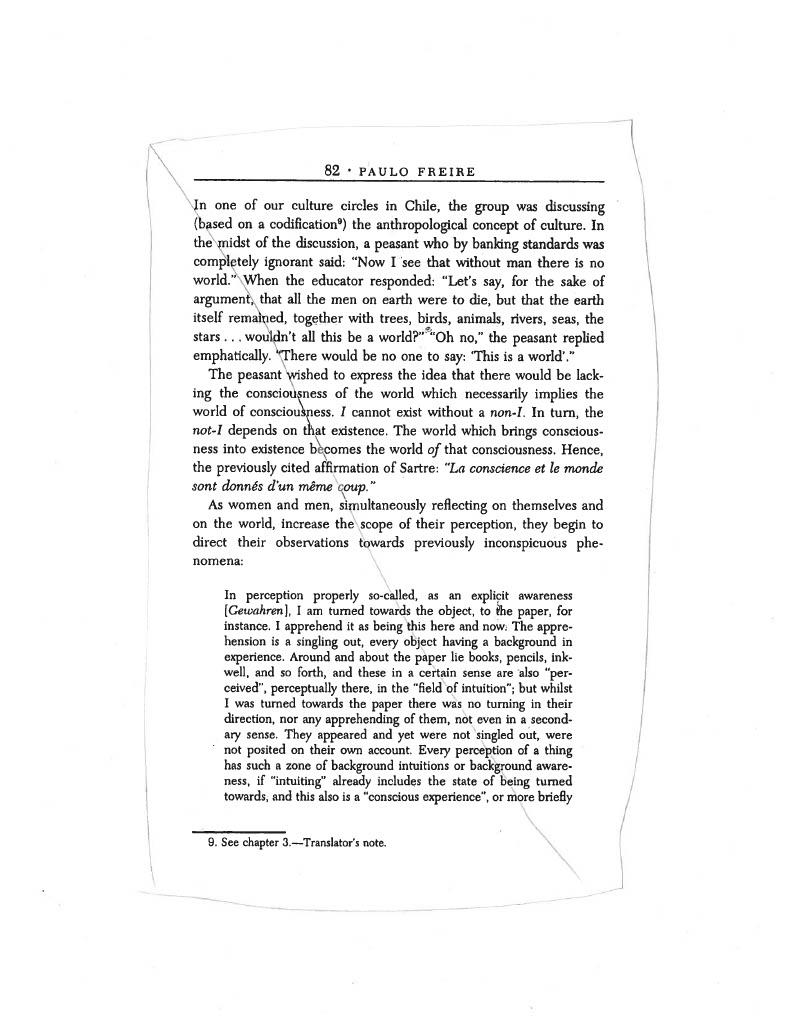 82 · PAULO FREIRE
In one of our culture circles in Chile, the group was discussing
(based on a codification⁹) the anthropological concept of culture. In
the midst of the discussion, a peasant who by banking standards was
completely ignorant said: “Now I see that without man there is no
world.” When the educator responded: “Let’s say, for the sake of
argument, that all the men on earth were to die, but that the earth
itself remained, together with trees, birds, animals, rivers, seas, the
stars . . . wouldn’t all this be a world?” “Oh no,” the peasant replied
emphatically. “There would be no one to say: ‘This is a world’.”
The peasant wished to express the idea that there would be lack-
ing the consciousness of the world which necessarily implies the
world of consciousness. I cannot exist without a non-I. In turn, the
not-I depends on that existence. The world which brings conscious-
ness into existence becomes the world of that consciousness. Hence,
the previously cited affirmation of Sartre: “La conscience et le monde
sont donnés d’un même coup.”
As women and men, simultaneously reflecting on themselves and
on the world, increase the scope of their perception, they begin to
direct their observations towards previously inconspicuous phe-
nomena:
In perception properly so-called, as an explicit awareness
[Gewahren], I am turned towards the object, to the paper, for
instance. I apprehend it as being this here and now. The appre-
hension is a singling out, every object having a background in
experience. Around and about the paper lie books, pencils, ink-
well, and so forth, and these in a certain sense are also “per-
ceived”, perceptually there, in the “field of intuition”; but whilst
I was turned towards the paper there was no turning in their
direction, nor any apprehending of them, not even in a second-
ary sense. They appeared and yet were not singled out, were
not posited on their own account. Every perception of a thing
has such a zone of background intuitions or background aware-
ness, if “intuiting” already includes the state of being turned
towards, and this also is a “conscious experience”, or more briefly
9. See chapter 3.—Translator’s note.